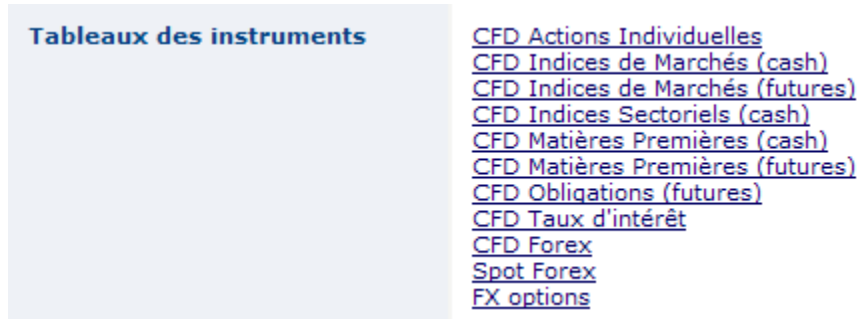 Tableaux des instruments
CFD Actions Individuelles
CFD Indices de Marchés (cash)
CFD Indices de Marchés (futures)
CFD Indices Sectoriels (cash)
CFD Matières Premières (cash)
CFD Matières Premières (futures)
CFD Obligations (futures)
CFD Taux d'intérêt
CFD Forex
Spot Forex
FX options